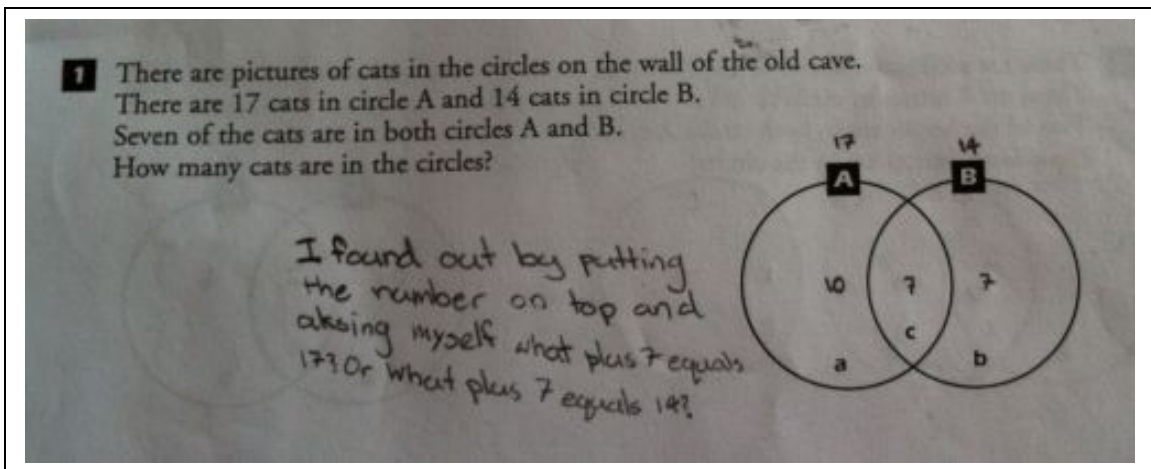 1 There are pictures of cats in the circles on the wall of the old cave.
There are 17 cats in circle A and 14 cats in circle B.
Seven of the cats are in both circles A and B.
How many cats are in the circles?
17 14
A B
I found out by putting
the number on top and
aksing myself what plus 7 equals
17? Or what plus 7 equals 14?
10 7 7
c
a b